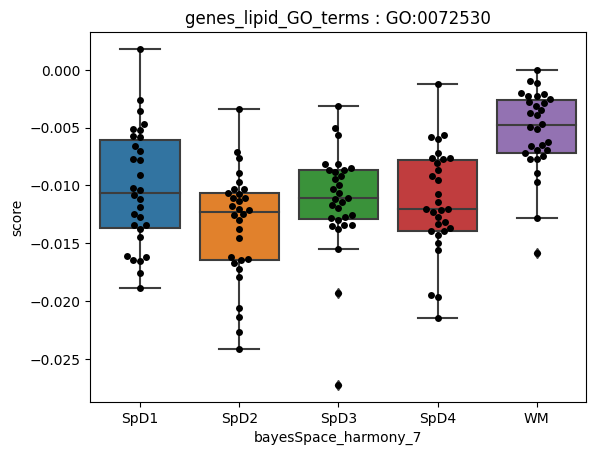 genes_lipid_GO_terms : GO:0072530
0.000
−0.005
−0.010
−0.015
−0.020
−0.025
score
SpD1 SpD2 SpD3 SpD4 WM
bayesSpace_harmony_7